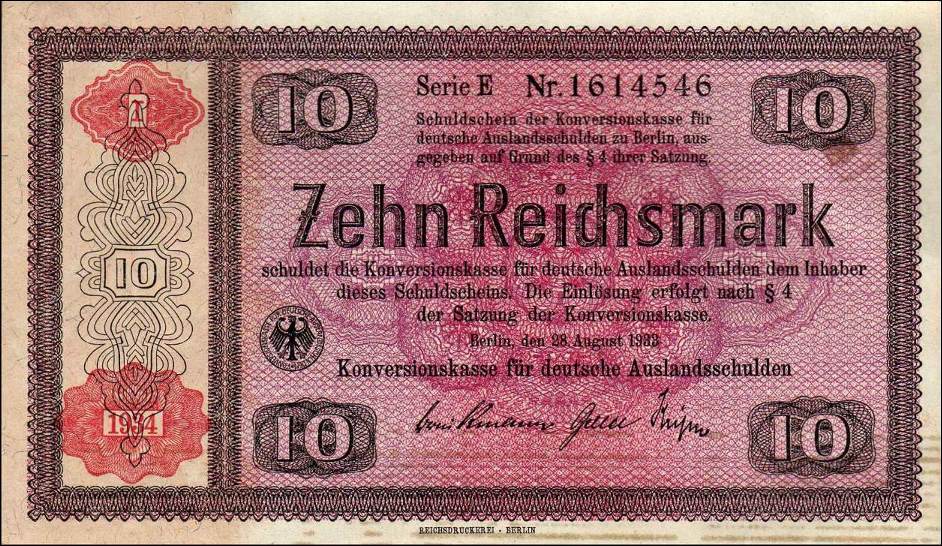 10
Serie E Nr. 1614546
10
Schuldschein der Konversionskasse für
deutsche Auslandsschulden zu Berlin, aus-
gegeben auf Grund des § 4 ihrer Satzung.
Zehn Reichsmark
schuldet die Konversionskasse für deutsche Auslandsschulden dem Inhaber
dieses Schuldscheins. Die Einlösung erfolgt nach § 4
der Satzung der Konversionskasse.
Berlin, den 28. August 1933
Konversionskasse für deutsche Auslandsschulden
10
1934
10
10
REICHSDRUCKEREI · BERLIN